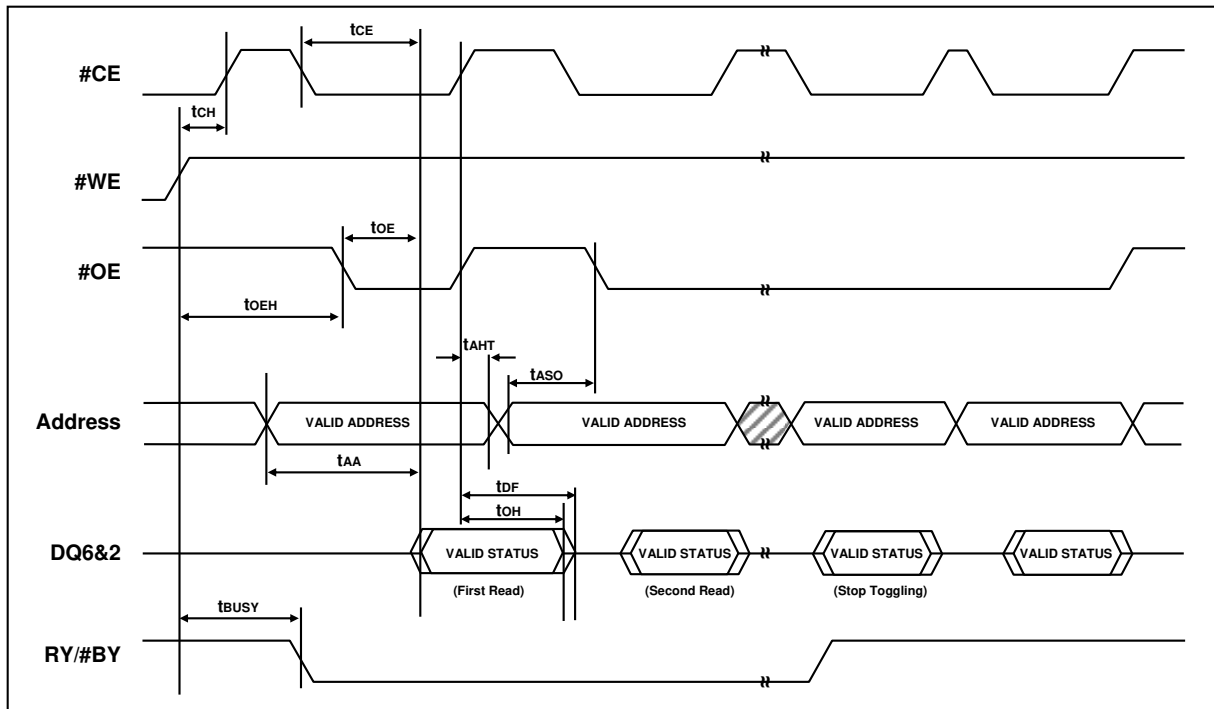 tCE
#CE
tCH
#WE
tOE
#OE
tOEH
tAHT
tASO
Address
VALID ADDRESS
VALID ADDRESS
VALID ADDRESS
VALID ADDRESS
tAA
tDF
tOH
DQ6&2
VALID STATUS
VALID STATUS
VALID STATUS
VALID STATUS
(First Read)
(Second Read)
(Stop Toggling)
tBUSY
RY/#BY